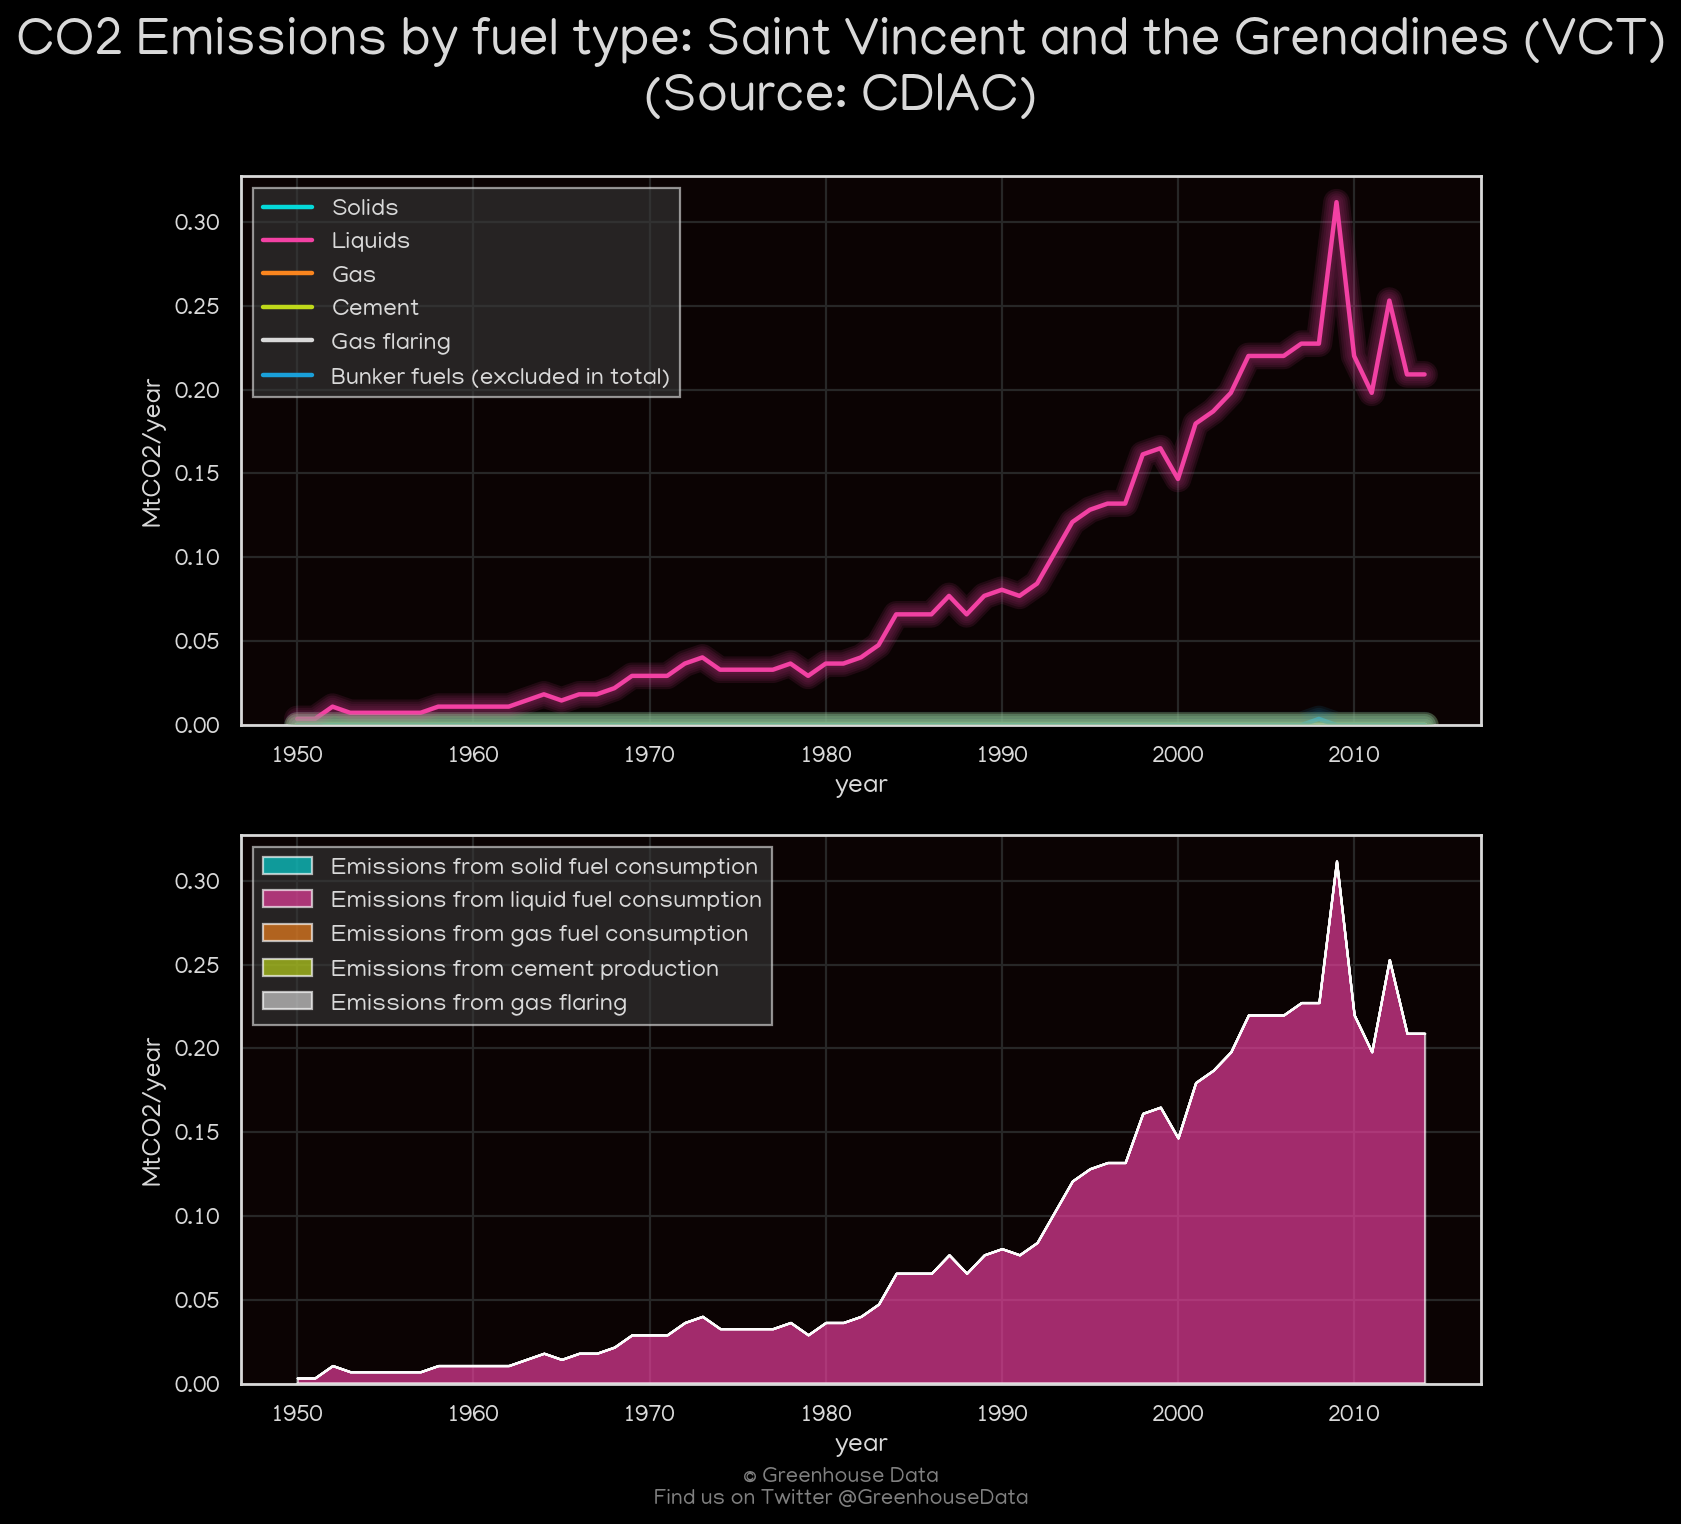 CO2 Emissions by fuel type: Saint Vincent and the Grenadines (VCT)
(Source: CDIAC)
Solids
Liquids
Gas
Cement
Gas flaring
Bunker fuels (excluded in total)
MtCO2/year
0.30
0.25
0.20
0.15
0.10
0.05
0.00
1950 1960 1970 1980 1990 2000 2010
year
Emissions from solid fuel consumption
Emissions from liquid fuel consumption
Emissions from gas fuel consumption
Emissions from cement production
Emissions from gas flaring
MtCO2/year
0.30
0.25
0.20
0.15
0.10
0.05
0.00
1950 1960 1970 1980 1990 2000 2010
year
© Greenhouse Data
Find us on Twitter @GreenhouseData